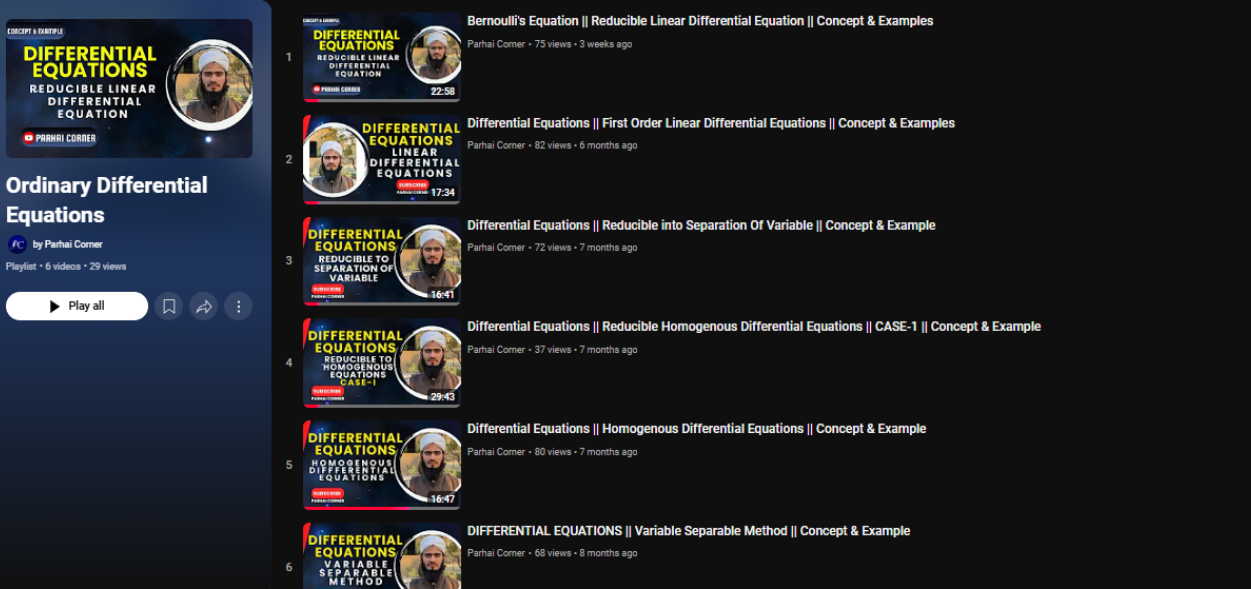 CONCEPT & EXAMPLE
DIFFERENTIAL
EQUATIONS
REDUCIBLE LINEAR
DIFFERENTIAL
EQUATION
PARHAI CORNER
Ordinary Differential
Equations
by Parhai Corner
Playlist • 6 videos • 29 views
Play all
1
CONCEPT & EXAMPLE
DIFFERENTIAL
EQUATIONS
REDUCIBLE LINEAR
DIFFERENTIAL
EQUATION
PARHAI CORNER
22:58
Bernoulli's Equation || Reducible Linear Differential Equation || Concept & Examples
Parhai Corner • 75 views • 3 weeks ago
2
DIFFERENTIAL
EQUATIONS
LINEAR
DIFFERENTIAL
EQUATIONS
SUBSCRIBE
PARHAI CORNER
17:34
Differential Equations || First Order Linear Differential Equations || Concept & Examples
Parhai Corner • 82 views • 6 months ago
3
DIFFERENTIAL
EQUATIONS
REDUCIBLE TO
SEPARATION OF
VARIABLE
SUBSCRIBE
PARHAI CORNER
16:41
Differential Equations || Reducible into Separation Of Variable || Concept & Example
Parhai Corner • 72 views • 7 months ago
4
DIFFERENTIAL
EQUATIONS
REDUCIBLE TO
HOMOGENOUS
EQUATIONS
CASE-I
SUBSCRIBE
PARHAI CORNER
29:43
Differential Equations || Reducible Homogenous Differential Equations || CASE-1 || Concept & Example
Parhai Corner • 37 views • 7 months ago
5
DIFFERENTIAL
EQUATIONS
HOMOGENOUS
DIFFFERENTIAL
EQUATIONS
SUBSCRIBE
PARHAI CORNER
16:47
Differential Equations || Homogenous Differential Equations || Concept & Example
Parhai Corner • 80 views • 7 months ago
6
DIFFERENTIAL
EQUATIONS
VARIABLE
SEPARABLE
METHOD
DIFFERENTIAL EQUATIONS || Variable Separable Method || Concept & Example
Parhai Corner • 68 views • 8 months ago